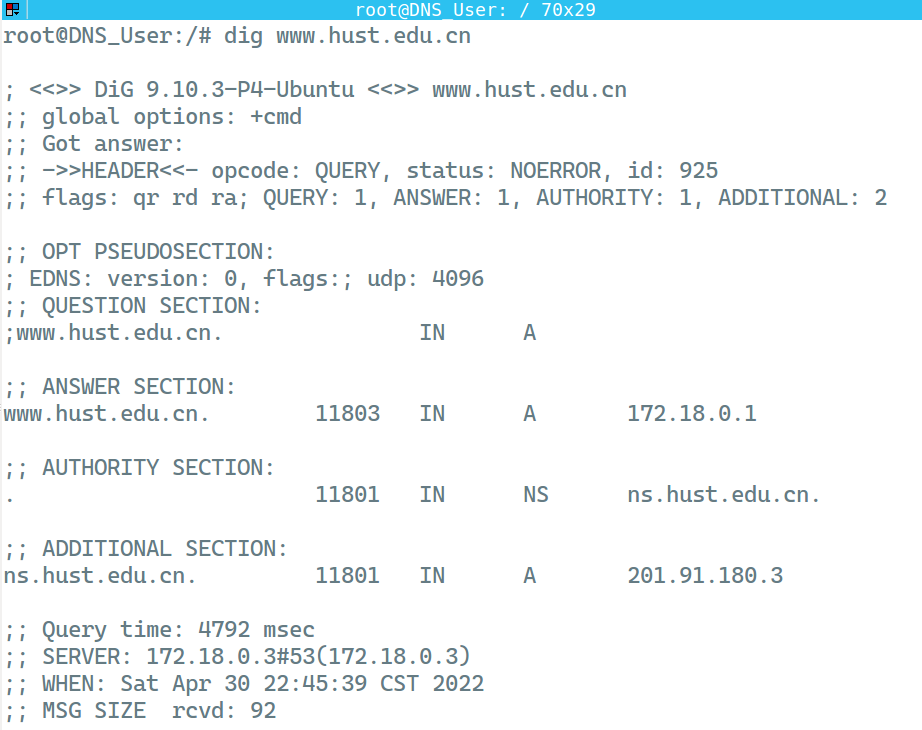 root@DNS_User: / 70x29
root@DNS_User:/# dig www.hust.edu.cn
; <<>> DiG 9.10.3-P4-Ubuntu <<>> www.hust.edu.cn
;; global options: +cmd
;; Got answer:
;; ->>HEADER<<- opcode: QUERY, status: NOERROR, id: 925
;; flags: qr rd ra; QUERY: 1, ANSWER: 1, AUTHORITY: 1, ADDITIONAL: 2
;; OPT PSEUDOSECTION:
; EDNS: version: 0, flags:; udp: 4096
;; QUESTION SECTION:
;www.hust.edu.cn. IN A
;; ANSWER SECTION:
www.hust.edu.cn. 11803 IN A 172.18.0.1
;; AUTHORITY SECTION:
. 11801 IN NS ns.hust.edu.cn.
;; ADDITIONAL SECTION:
ns.hust.edu.cn. 11801 IN A 201.91.180.3
;; Query time: 4792 msec
;; SERVER: 172.18.0.3#53(172.18.0.3)
;; WHEN: Sat Apr 30 22:45:39 CST 2022
;; MSG SIZE rcvd: 92